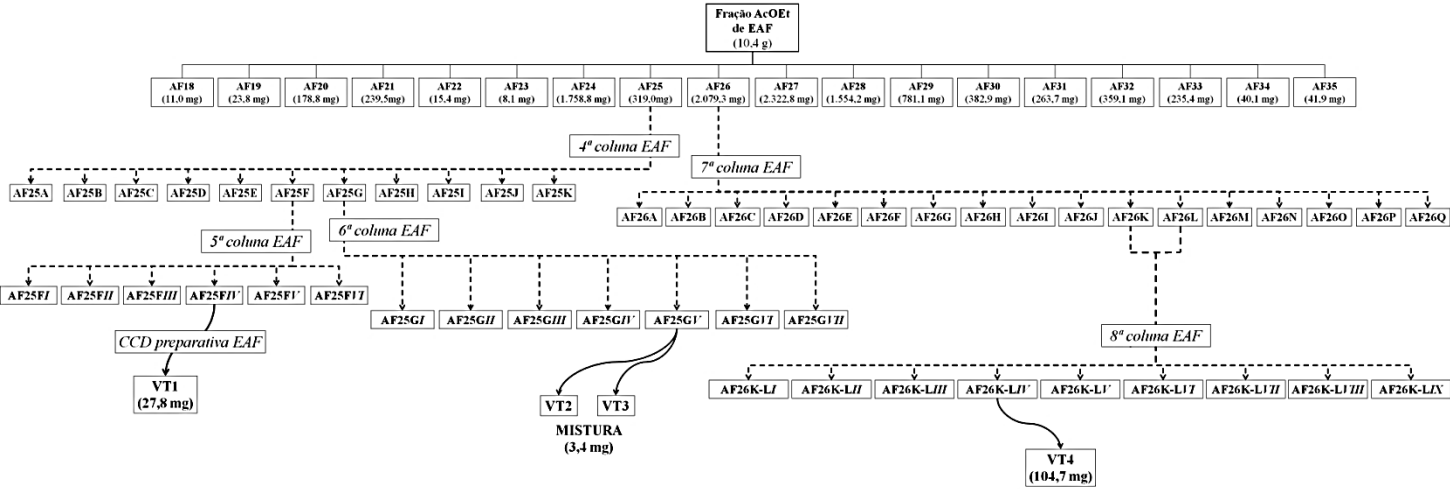 Fração AcOEt
de EAF
(10,4 g)
AF18 AF19 AF20 AF21 AF22 AF23 AF24 AF25 AF26 AF27 AF28 AF29 AF30 AF31 AF32 AF33 AF34 AF35
(11.0 mg) (23.8 mg) (178.8 mg) (239.5mg) (15.4 mg) (8.1 mg) (1.758.8 mg) (319.0mg) (2.079.3 mg) (2.322.8 mg) (1.554.2 mg) (781.1 mg) (382.9 mg) (263,7 mg) (359.1 mg) (235.4 mg) (40.1 mg) (41.9 mg)
4ª coluna EAF
7ª coluna EAF
AF25A AF25B AF25C AF25D AF25E AF25F AF25G AF25H AF25I AF25J AF25K
AF26A AF26B AF26C AF26D AF26E AF26F AF26G AF26H AF26I AF26J AF26K AF26L AF26M AF26N AF26O AF26P AF26Q
5ª coluna EAF
6ª coluna EAF
AF25FI AF25FII AF25FIII AF25FIV AF25FV AF25FVI
AF25GI AF25GII AF25GIII AF25GIV AF25GV AF25GVI AF25GVII
CCD preparativa EAF
8ª coluna EAF
VT1
(27,8 mg)
AF26K-LI AF26K-LII AF26K-LIII AF26K-LIV AF26K-LV AF26K-LVI AF26K-LVII AF26K-LVIII AF26K-LIX
VT2 VT3
MISTURA
(3,4 mg)
VT4
(104,7 mg)